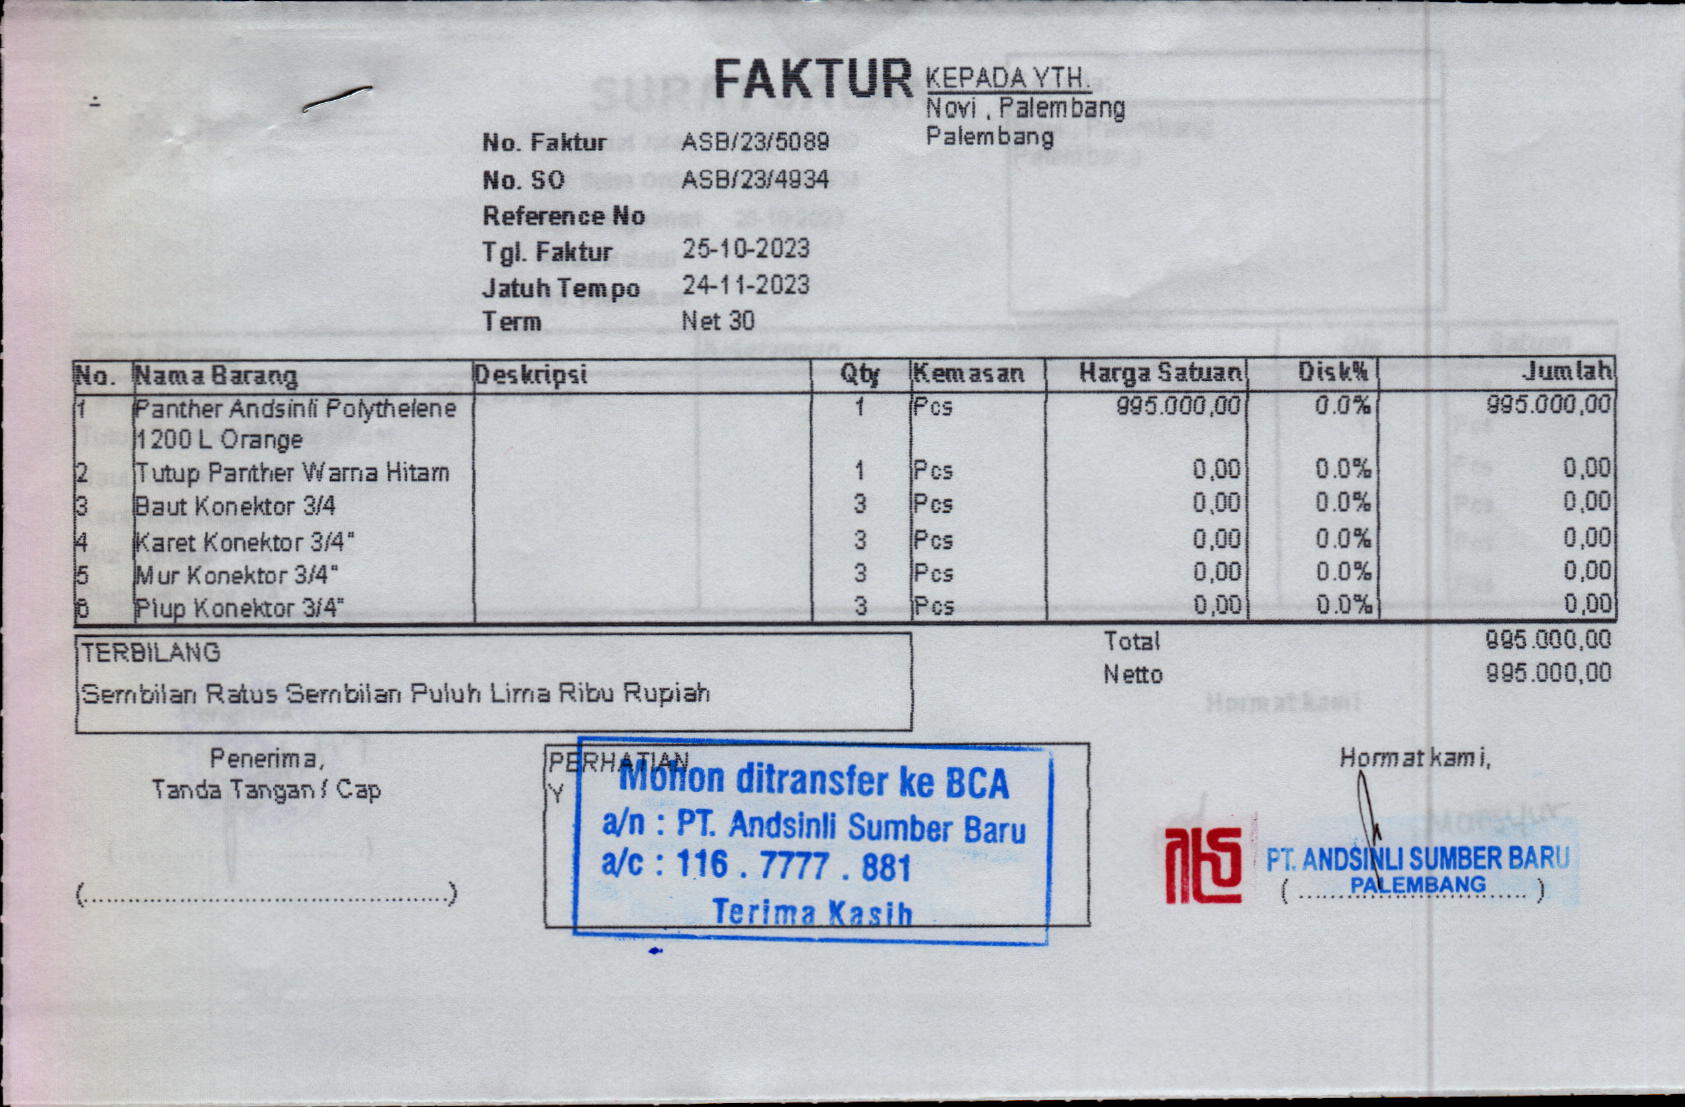 FAKTUR
KEPADA YTH.
Novi , Palembang
Palembang
No. Faktur ASB/23/5089
No. SO ASB/23/4934
Reference No
Tgl. Faktur 25-10-2023
Jatuh Tempo 24-11-2023
Term Net 30
No. Nama Barang Deskripsi Qty Kemasan Harga Satuan Disk% Jumlah
1 Panther Andsinli Polythelene 1 Pcs 995.000,00 0.0% 995.000,00
1200 L Orange
2 Tutup Panther Warna Hitam 1 Pcs 0,00 0.0% 0,00
3 Baut Konektor 3/4 3 Pcs 0,00 0.0% 0,00
4 Karet Konektor 3/4" 3 Pcs 0,00 0.0% 0,00
5 Mur Konektor 3/4" 3 Pcs 0,00 0.0% 0,00
6 Plup Konektor 3/4" 3 Pcs 0,00 0.0% 0,00
Total 995.000,00
Netto 995.000,00
TERBILANG
Sembilan Ratus Sembilan Puluh Lima Ribu Rupiah
Penerima,
Tanda Tangan / Cap
(..........................................................)
PERHATIAN
Y
Mohon ditransfer ke BCA
a/n : PT. Andsinli Sumber Baru
a/c : 116 . 7777 . 881
Terima Kasih
Hormat kami,
PT. ANDSINLI SUMBER BARU
PALEMBANG
(....................................)